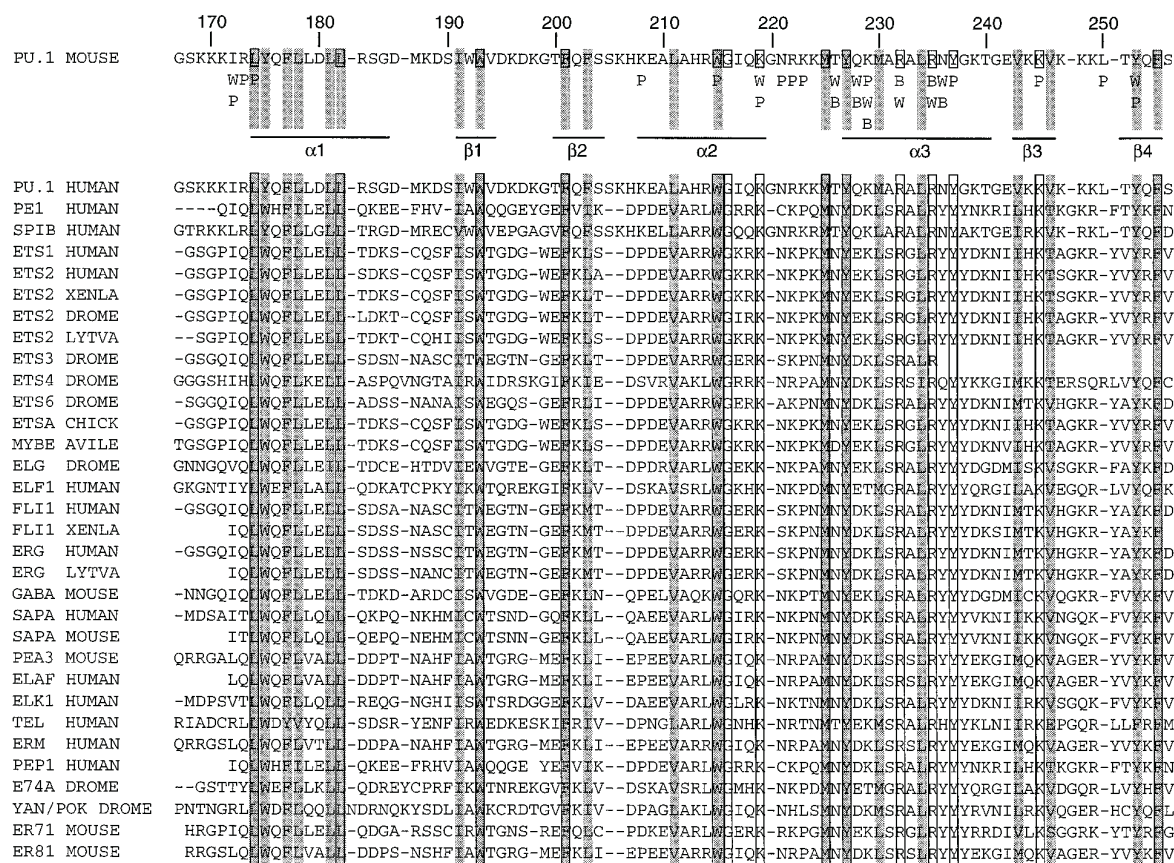 170 180 190 200 210 220 230 240 250
PU.1 MOUSE GSKKKIRLYQFLLDLL-RSGD-MKDSIWWVDKDKGTFQFSSKHKEALAHRWGIQKGNRKKMTYQKMARALRNYGKTGEVKKVK-KKLTYQFS
WPP P P W PPP W WP B WWP P P W
P P B BW W WB P
B
α1 β1 β2 α2 α3 β3 β4
PU.1 HUMAN GSKKKIRLYQFLLDLL-RSGD-MKDSIWWVDKDKGTFQFSSKHKEALAHRWGIQKGNRKKMTYQKMARALRNYGKTGEVKKVK-KKL-TYQFS
PE1 HUMAN ----QIQLWHFILELL-QKEE-FHV-IAWQQGEYGEFVIK--DPDEVARLWGRRK-CKPQMNYDKLSRALRYYYNKRILHKTKGKR-FTYKFN
SPIB HUMAN GTRKKLRLYQFLLGLL-TRGD-MRECVWWVEPGAGVFQFSSKHKELLARRWGQQKGNRKRMTYQKLARALRNYAKTGEIRKVK-RKL-TYQFD
ETS1 HUMAN -GSGPIQLWQFLLELL-TDKS-CQSFISWTGDG-WEFKLS--DPDEVARRWGKRK-NKPKMNYEKLSRGLRYYYDKNIIHKTAGKR-YVYRFV
ETS2 HUMAN -GSGPIQLWQFLLELL-SDKS-CQSFISWTGDG-WEFKLA--DPDEVARRWGKRK-NKPKMNYEKLSRGLRYYYDKNIIHKTSGKR-YVYRFV
ETS2 XENLA -GSGPIQLWQFLLELL-TDKS-CQSFISWTGDG-WEFKLT--DPDEVARRWGKRK-NKPKMNYEKLSRGLRYYYDKNIIHKTSGKR-YVYRFV
ETS2 DROME -GSGPIQLWQFLLELL-LDKT-CQSFISWTGDG-WEFKLT--DPDEVARRWGIRK-NKPKMNYEKLSRGLRYYYDKNIIHKTAGKR-YVYRFV
ETS2 LYTVA --SGPIQLWQFLLELL-TDKT-CQHIISWTGDG-WEFKLS--DPDEVARRWGKRK-NKPKMNYEKLSRGLRYYYDKNIIHKTAGKR-YVYRFV
ETS3 DROME -GSGQIQLWQFLLELL-SDSN-NASCITWEGTN-GEFKLT--DPDEVARRWGERK-SKPNMNYDKLSRALR
ETS4 DROME GGGSHIHLWQFLKELL-ASPQVNGTAIRWIDRSKGIFKIE--DSVRVAKLWGRRKNRPAMNYDKLSRSIRQYYKKGIMKKTERSQRLVYQFC
ETS6 DROME -SGGQIQLWQFLLELL-ADSS-NANAISWEGQS-GEFRLI--DPDEVARRWGERK-AKPNMNYDKLSRALRYYYDKNIMTKVHGKR-YAYKFD
ETSA CHICK -GSGPIQLWQFLLELL-TDKS-CQSFISWTGDG-WEFKLS--DPDEVARRWGKRK-NKPKMNYEKLSRGLRYYYDKNIIHKTAGKR-YVYRFV
MYBE AVILE TGSGPIQLWQFLLELL-TDKS-CQSFISWTGDG-WEFKLS--DPDEVARRWGKRK-NKPKMDYEKLSRGLRYYYDKNVIHKTAGKR-YVYRFV
ELG DROME GNNGQVQLWQFLLEIL-TDCE-HTDVIEWVGTE-GEFKLT--DPDRVARLWGEKK-NKPAMNYEKLSRALRYYYDGDMISKVSGKR-FAYKFD
ELF1 HUMAN GKGNTIYLWEFLLALL-QDKATCPKYIKWTQREKGIFKLV--DSKAVSRLWGKHK-NKPDMNYETMGRALRYYYQRGILAKVEGQR-LVYQFK
FLI1 HUMAN -GSGQIQLWQFLLELL-SDSA-NASCITWEGTN-GEFKMT--DPDEVARRWGERK-SKPNMNYDKLSRALRYYYDKNIMTKVHGKR-YAYKFD
FLI1 XENLA IQLWQFLLELL-SDSS-NASCITWEGTN-GEFKMT--DPDEVARRWGERK-SKPNMNYDKLSRALRYYYDKSIMTKVHGKR-YAYKFD
ERG HUMAN -GSGQIQLWQFLLELL-SDSS-NSSCITWEGTN-GEFKMT--DPDEVARRWGERK-SKPNMNYDKLSRALRYYYDKNIMTKVHGKR-YAYKFD
ERG LYTVA IQLWQFLLELL-SDSS-NANCITWEGTN-GEFKMT--DPDEVARRWGERK-SKPNMNYDKLSRALRYYYDKNIMTKVHGKR-YAYKFD
GABA MOUSE -NNGQIQLWQFLLELL-TDKD-ARDCISWVGDE-GEFKLN--QPELVAQKWGQRK-NKPTMNYEKLSRALRYYYDGDMICKVQGKR-FVYKFV
SAPA HUMAN -MDSAITLWQFLLQLL-QKPQ-NKHMICWTSND-GQFKLL--QAEEVARLWGIRK-NKPNMNYDKLSRALRYYYVKNIIKKVNGQK-FVYKFV
SAPA MOUSE ITLWQFLLQLL-QEPQ-NEHMICWTSNN-GEFKLL--QAEEVARLWGIRK-NKPNMNYDKLSRALRYYYVKNIIKKVNGQK-FVYKFV
PEA3 MOUSE QRRGALQLWQFLVALL-DDPT-NAHFIAWTGRG-MEFKLI--EPEEVARLWGIQK-NRPAMNYDKLSRSLRYYYEKGIMQKVAGER-YVYKFV
ELAF HUMAN LQLWQFLVALL-DDPT-NAHFIAWTGRG-MEFKLI--EPEEVARLWGIQK-NRPAMNYDKLSRSLRYYYEKGIMQKVAGER-YVYKFV
ELK1 HUMAN -MDPSVTLWQFLLQLL-REQG-NGHIISWTSRDGGEFKLV--DAEEVARLWGLRK-NKTNMNYDKLSRALRYYYDKNIIRKVSGQK-FVYKFV
TEL HUMAN RIADCRLLWDYVYQLL-SDSR-YENFIRWEDKESKIFRIV--DPNGLARLWGNHK-NRTNMTYEKMSRALRHYYKLNIIRKEPGQR-LLFRFM
ERM HUMAN QRRGSLQLWQFLVTLL-DDPA-NAHFIAWTGRG-MEFKLI--EPEEVARRWGIQK-NRPAMNYDKLSRSLRYYYEKGIMQKVAGER-YVYKFV
PEP1 HUMAN IQLWHFILELL-QKEE-FRHVIAWQQGE YEFVIK--DPDEVARLWGRRK-CKPQMNYDKLSRALRYYYNKRILHKTKGKR-FTYKFN
E74A DROME --GSTTYLWEFLLKLL-QDREYCPRFIKWTNREKGVFKLV--DSKAVSRLWGMHK-NKPDMNYETMGRALRYYYQRGILAKVDGQR-LVYHFV
YAN/POK DROME PNTNGRLLWDFLQQLLNDRNQKYSDLIAWKCRDTGVFKIV--DPAGLAKLWGIQK-NHLSMNYDKMSRALRYYYRVNILRKVQGER-HCYQFL
ER71 MOUSE HRGPIQLWQFLLELL-QDGA-RSSCIRWTGNS-REFQLC--PDKEVARLWGERK-RKPGMNYEKLSRGLRYYYRRDIVLKSGGRK-YTYRFG
ER81 MOUSE RRGSLQLWQFLVALL-DDPS-NSHFIAWTGRG-MEFKLI--EPEEVARRWGIQK-NRPAMNYDKLSRSLRYYYEKGIMQKVAGER-YVYKFV